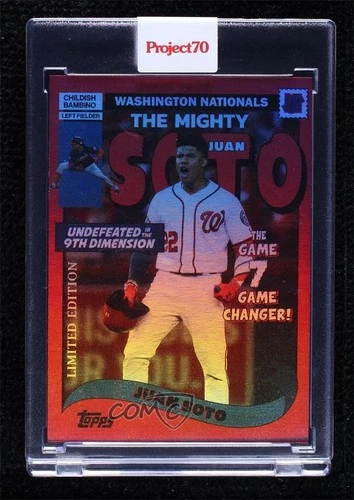 Project70
CHILDISH
BAMBINO
LEFT FIELDER
WASHINGTON NATIONALS
THE MIGHTY
JUAN
SOTO
W
22
UNDEFEATED IN THE
9TH DIMENSION
THE
GAME
7
GAME
CHANGER!
LIMITED EDITION
JUAN SOTO
Topps
COMC